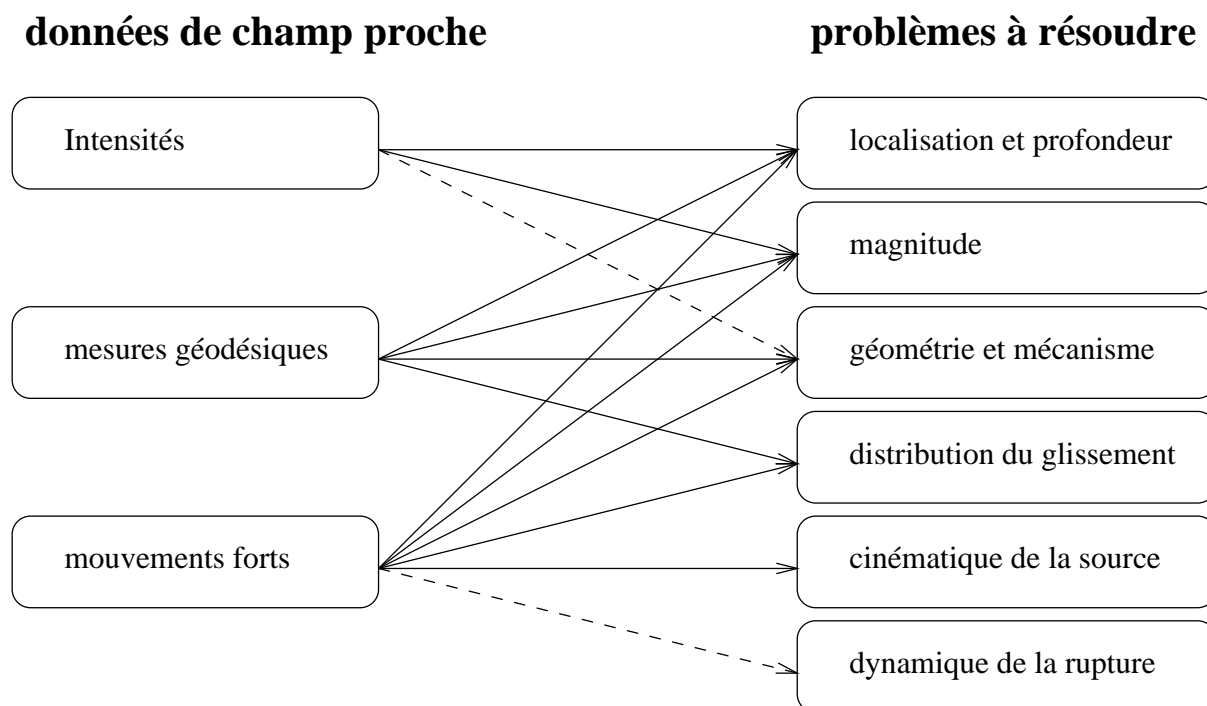 données de champ proche
problèmes à résoudre
Intensités
localisation et profondeur
magnitude
mesures géodésiques
géométrie et mécanisme
distribution du glissement
mouvements forts
cinématique de la source
dynamique de la rupture